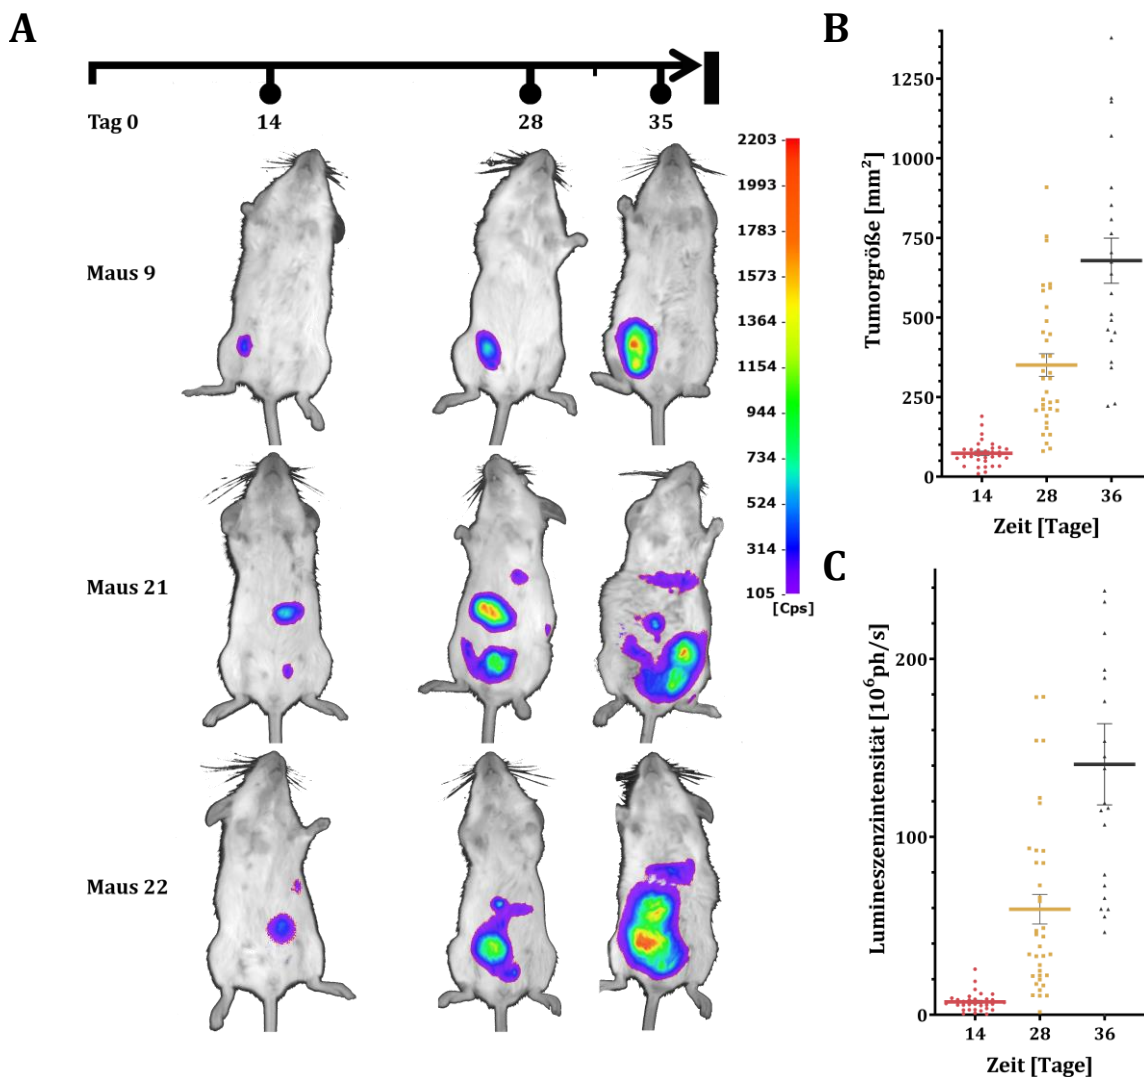 A
Tag 0
14
28
35
Maus 9
Maus 21
Maus 22
2203
1993
1783
1573
1364
1154
944
734
524
314
105
[Cps]
B
Tumorgröße [mm²]
1250
1000
750
500
250
0
14 28 36
Zeit [Tage]
C
Lumineszenzintensität [10⁶ph/s]
200
100
0
14 28 36
Zeit [Tage]